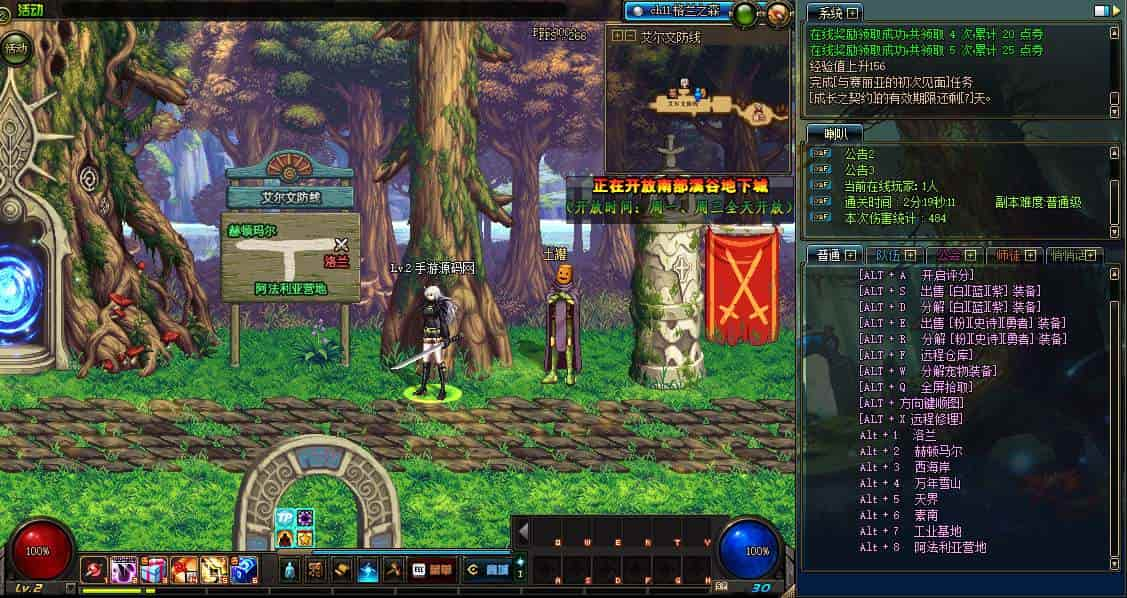 活动
ch11.格兰之森
活动
艾尔文防线
正在开放南部溪谷地下城
(开放时间：周一、周三全天开放)
艾尔文防线
赫顿玛尔
洛兰
阿法利亚营地
Lv.2 手游源码网
土罐
TP
100%
100%
Lv.2
30
Q W E R T Y
A S D F G H
系统
在线奖励领取成功:共领取 4 次.累计 20 点券
在线奖励领取成功:共领取 5 次.累计 25 点券
经验值上升156
完成[与赛丽亚的初次见面]任务
[成长之契约]的有效期限还剩[7]天。
喇叭
公告2
公告3
当前在线玩家: 1人
通关时间 : 2分19秒:11 副本难度:普通级
本次伤害统计 : 484
普通 队伍 公会 师徒 悄悄话
[ALT + A 开启评分]
[ALT + S 出售 [白][蓝][紫] 装备]
[ALT + D 分解 [白][蓝][紫] 装备]
[ALT + E 出售 [粉][史诗][勇者] 装备]
[ALT + R 分解 [粉][史诗][勇者] 装备]
[ALT + F 远程仓库]
[ALT + W 分解宠物装备]
[ALT + Q 全屏拾取]
[ALT + 方向键顺图]
[ALT + X 远程修理]
Alt + 1 洛兰
Alt + 2 赫顿马尔
Alt + 3 西海岸
Alt + 4 万年雪山
Alt + 5 天界
Alt + 6 素南
Alt + 7 工业基地
Alt + 8 阿法利亚营地